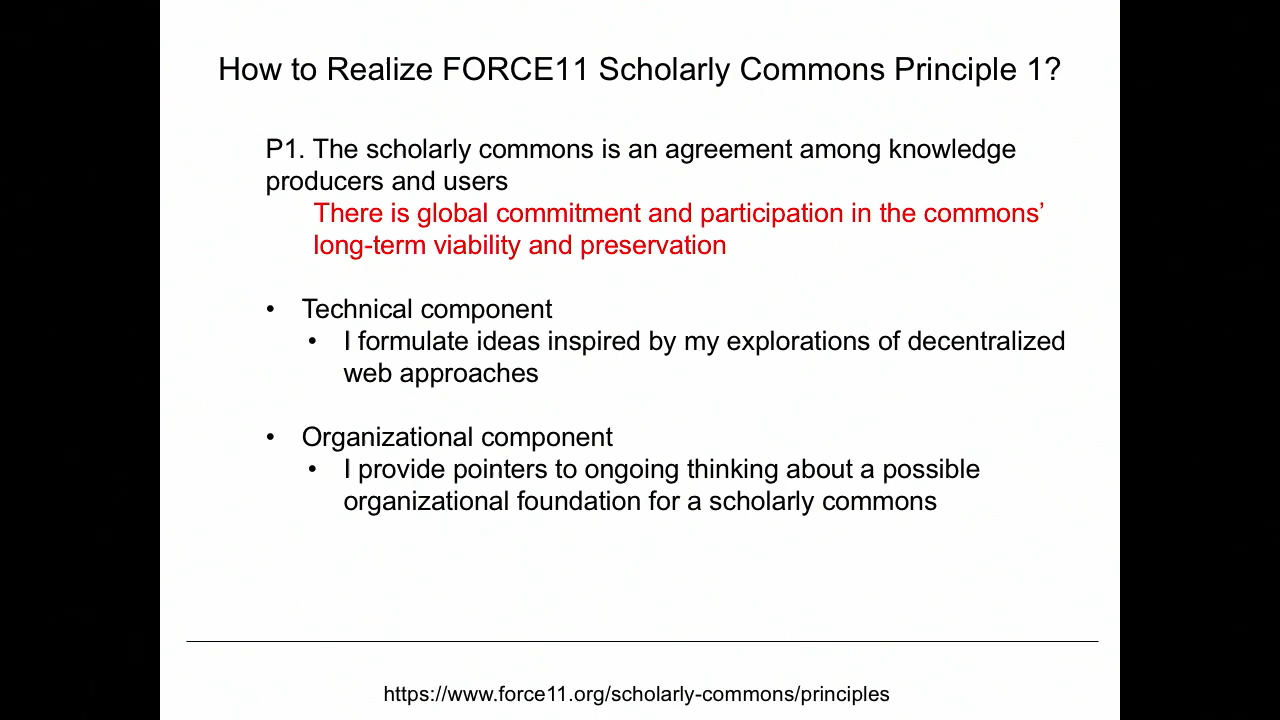 How to Realize FORCE11 Scholarly Commons Principle 1?
P1. The scholarly commons is an agreement among knowledge
producers and users
There is global commitment and participation in the commons’
long-term viability and preservation
• Technical component
• I formulate ideas inspired by my explorations of decentralized
web approaches
• Organizational component
• I provide pointers to ongoing thinking about a possible
organizational foundation for a scholarly commons
https://www.force11.org/scholarly-commons/principles